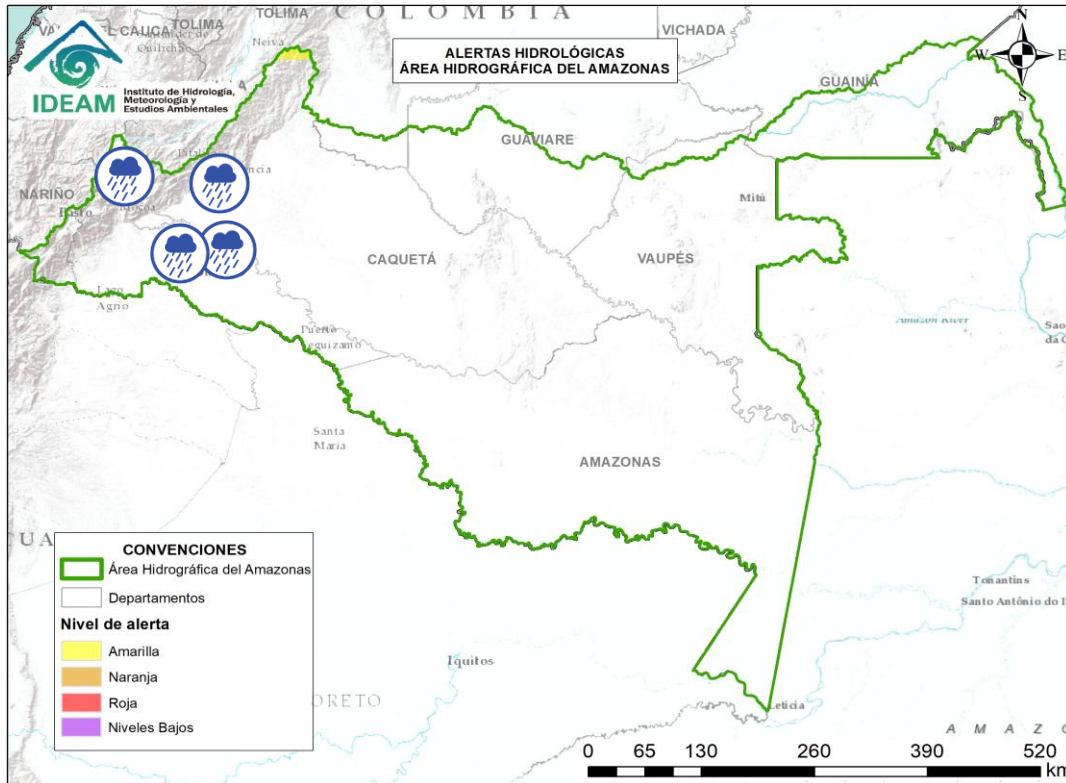 TOLIMA
COLOMBIA
CAUCA
TOLIMA
Neiva
VICHADA
ALERTAS HIDROLÓGICAS
ÁREA HIDROGRÁFICA DEL AMAZONAS
N
W
E
S
IDEAM
Instituto de Hidrología,
Meteorología y
Estudios Ambientales
GUAINÍA
GUAVIARE
NARIÑO
Mitú
CAQUETÁ
VAUPÉS
Lago
Agrio
Puerto
Amazon River
Santa
Maria
AMAZONAS
CONVENCIONES
Área Hidrográfica del Amazonas
Departamentos
Nivel de alerta
Amarilla
Naranja
Roja
Niveles Bajos
Tonantins
Santo Antônio do I
Iquitos
ORETO
Leticia
AMAZO
0 65 130 260 390 520
km